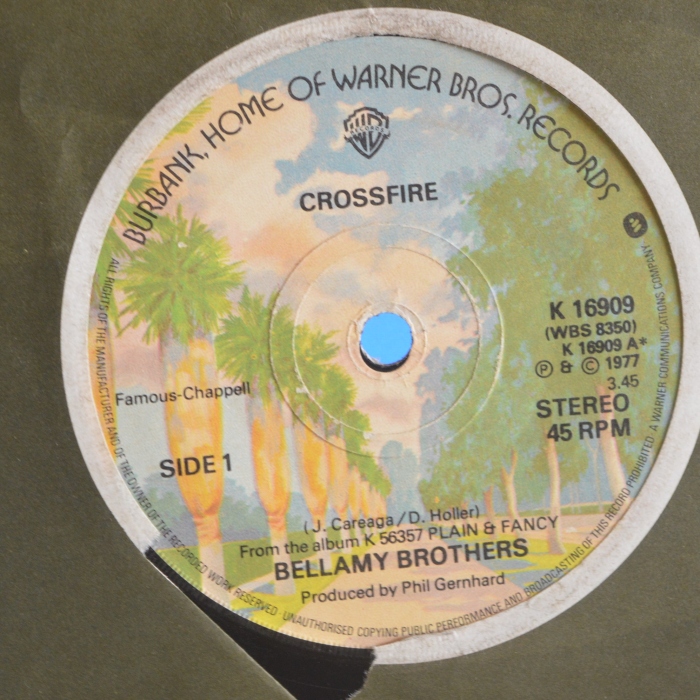 BURBANK, HOME OF WARNER BROS. RECORDS
RECORDS
CROSSFIRE
K 16909
(WBS 8350)
K 16909 A*
Ⓟ & © 1977
3.45
STEREO
45 RPM
Famous-Chappell
SIDE 1
(J. Careaga/D. Holler)
From the album K 56357 PLAIN & FANCY
BELLAMY BROTHERS
Produced by Phil Gernhard
ALL RIGHTS OF THE MANUFACTURER AND OF THE OWNER OF THE RECORDED WORK RESERVED · UNAUTHORISED COPYING PUBLIC PERFORMANCE AND BROADCASTING OF THIS RECORD PROHIBITED. A WARNER COMMUNICATIONS COMPANY